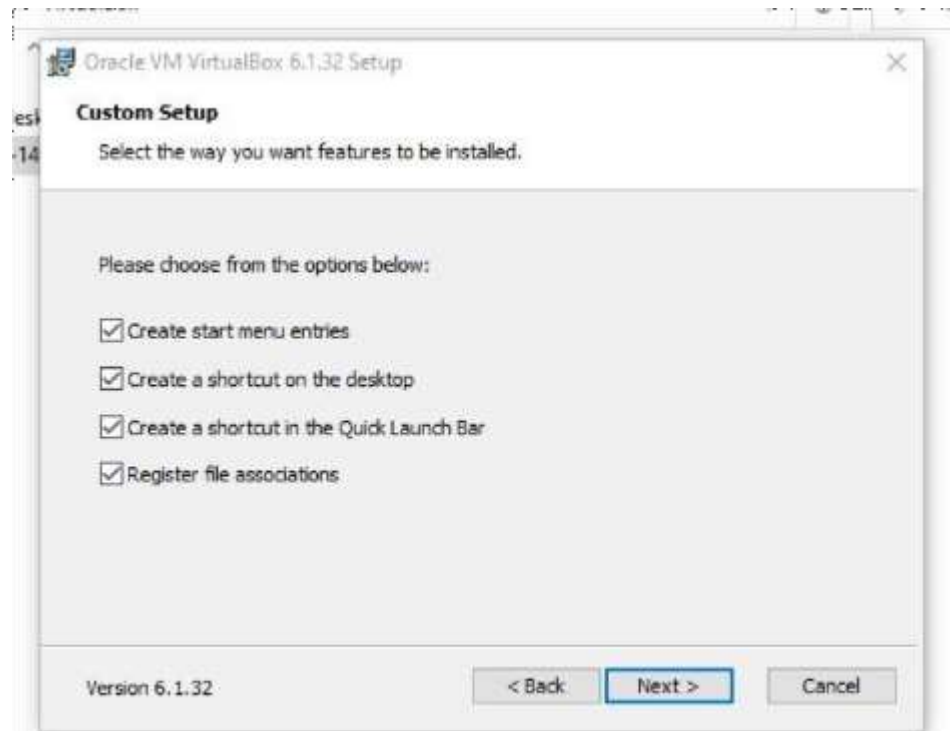 Oracle VM VirtualBox 6.1.32 Setup
Custom Setup
Select the way you want features to be installed.
-14
Please choose from the options below:
Create start menu entries
Create a shortcut on the desktop
Create a shortcut in the Quick Launch Bar
Register file associations
Version 6.1.32
< Back
Next >
Cancel